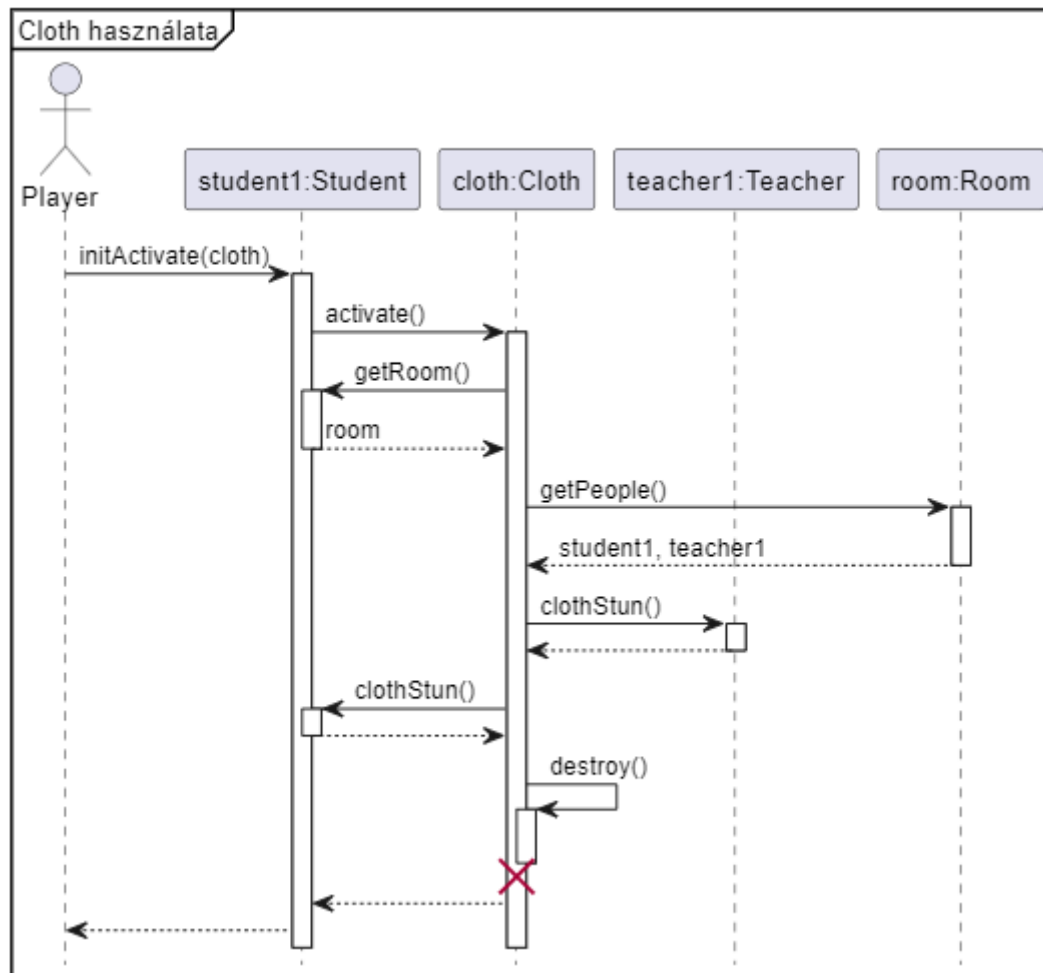 Cloth használata
Player
student1:Student
cloth:Cloth
teacher1:Teacher
room:Room
initActivate(cloth)
activate()
getRoom()
room
getPeople()
student1, teacher1
clothStun()
clothStun()
destroy()